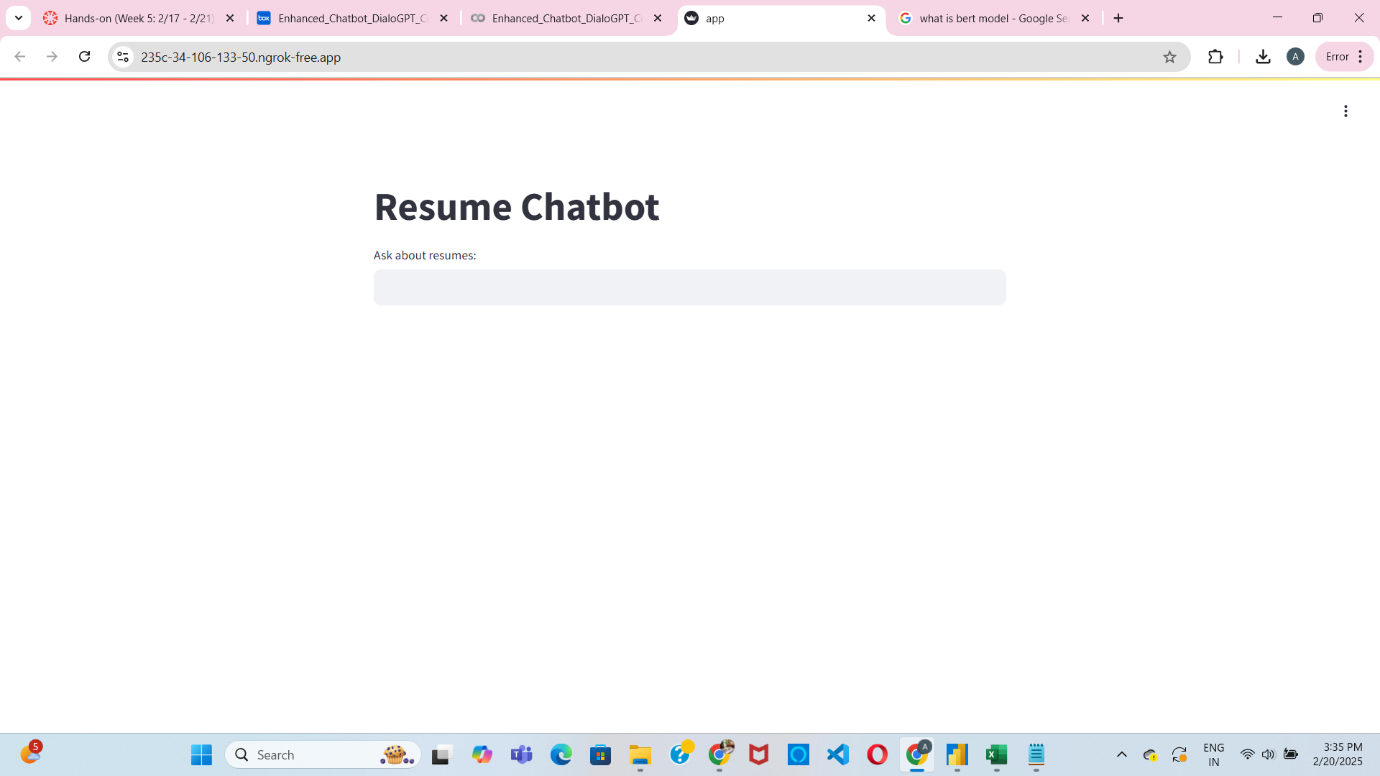 Hands-on (Week 5: 2/17 - 2/21)
box
Enhanced_Chatbot_DialoGPT_C
Enhanced_Chatbot_DialoGPT_C
app
what is bert model - Google Se
235c-34-106-133-50.ngrok-free.app
A
Error
Resume Chatbot
Ask about resumes:
5
Search
A
ENG
IN
3:35 PM
2/20/2025